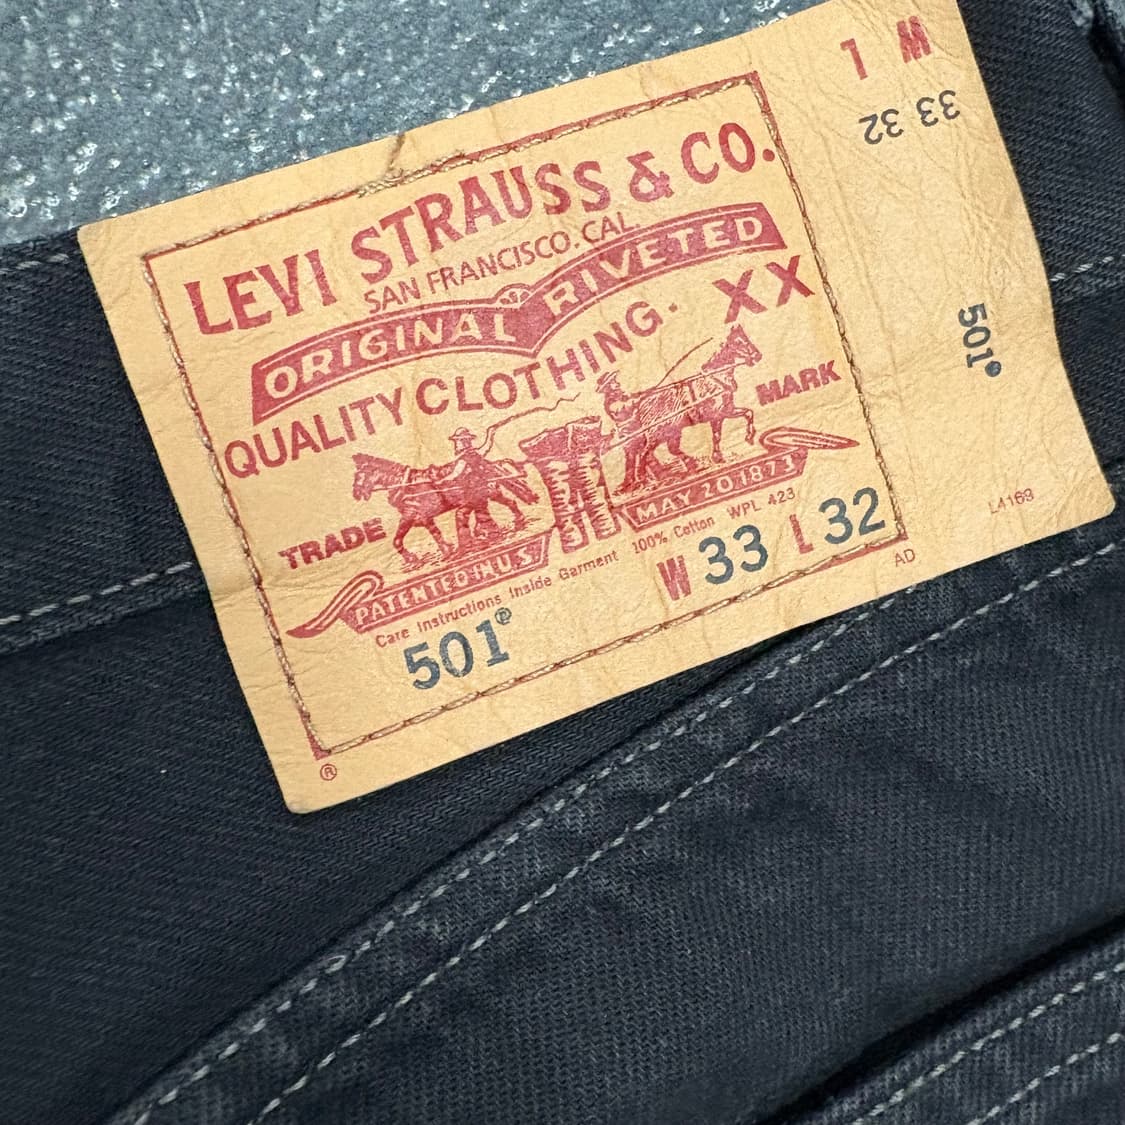 LEVI STRAUSS & CO.
SAN FRANCISCO, CAL.
ORIGINAL RIVETED
QUALITY CLOTHING. XX
TRADE MARK
PATENTED IN U.S. MAY 20 1873
Care Instructions Inside Garment 100% Cotton WPL 423
501® W 33 L 32
®
AD
L4169
W L
33 32
501®